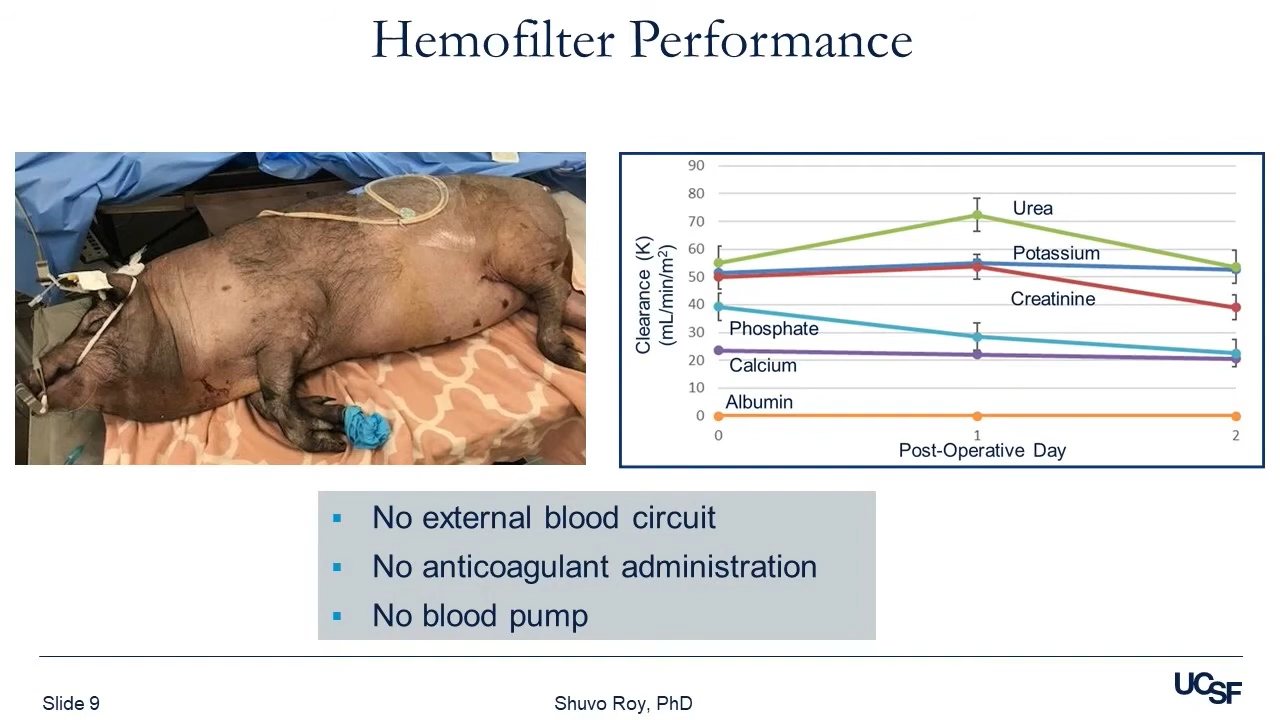 Hemofilter Performance
90
80
70
60
50
40
30
20
10
0
Clearance (K)
(mL/min/m²)
Urea
Potassium
Creatinine
Phosphate
Calcium
Albumin
0
1
2
Post-Operative Day
▪ No external blood circuit
▪ No anticoagulant administration
▪ No blood pump
Slide 9
Shuvo Roy, PhD
UCSF